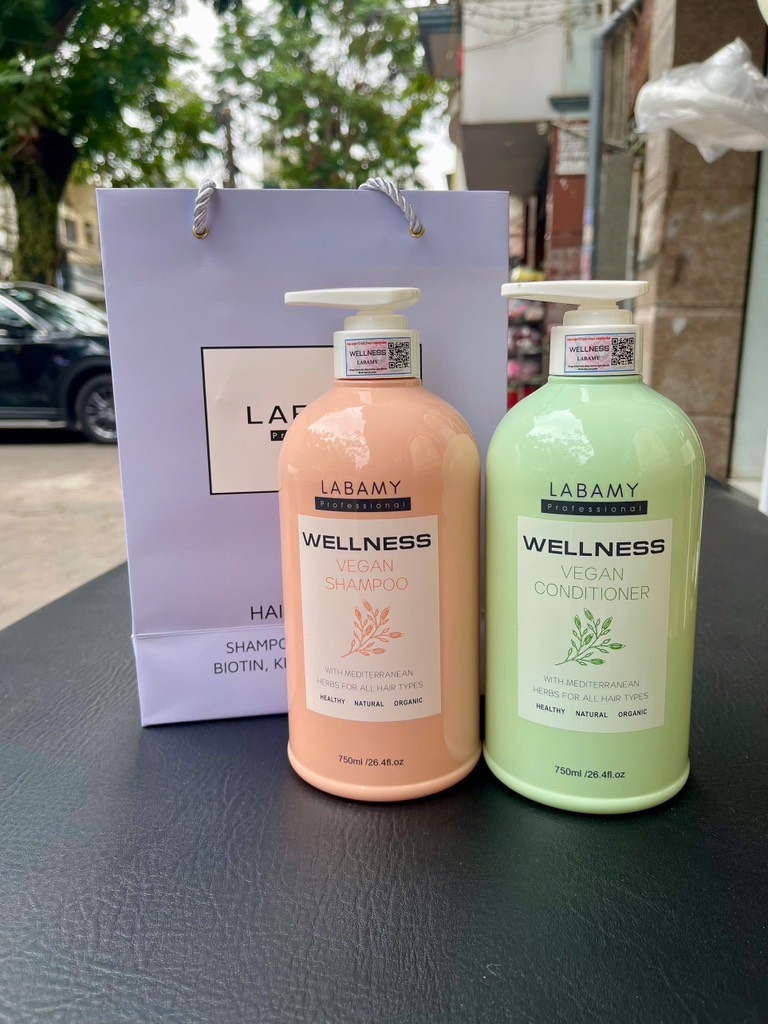 LABAMY
Professional
WELLNESS
VEGAN
SHAMPOO
WITH MEDITERRANEAN
HERBS FOR ALL HAIR TYPES
HEALTHY NATURAL ORGANIC
750ml /26.4fl.oz
WELLNESS
LABAMY
LABAMY
Professional
WELLNESS
VEGAN
CONDITIONER
WITH MEDITERRANEAN
HERBS FOR ALL HAIR TYPES
HEALTHY NATURAL ORGANIC
750ml /26.4fl.oz
WELLNESS
LABAMY
HAI
SHAMPO
BIOTIN, KE